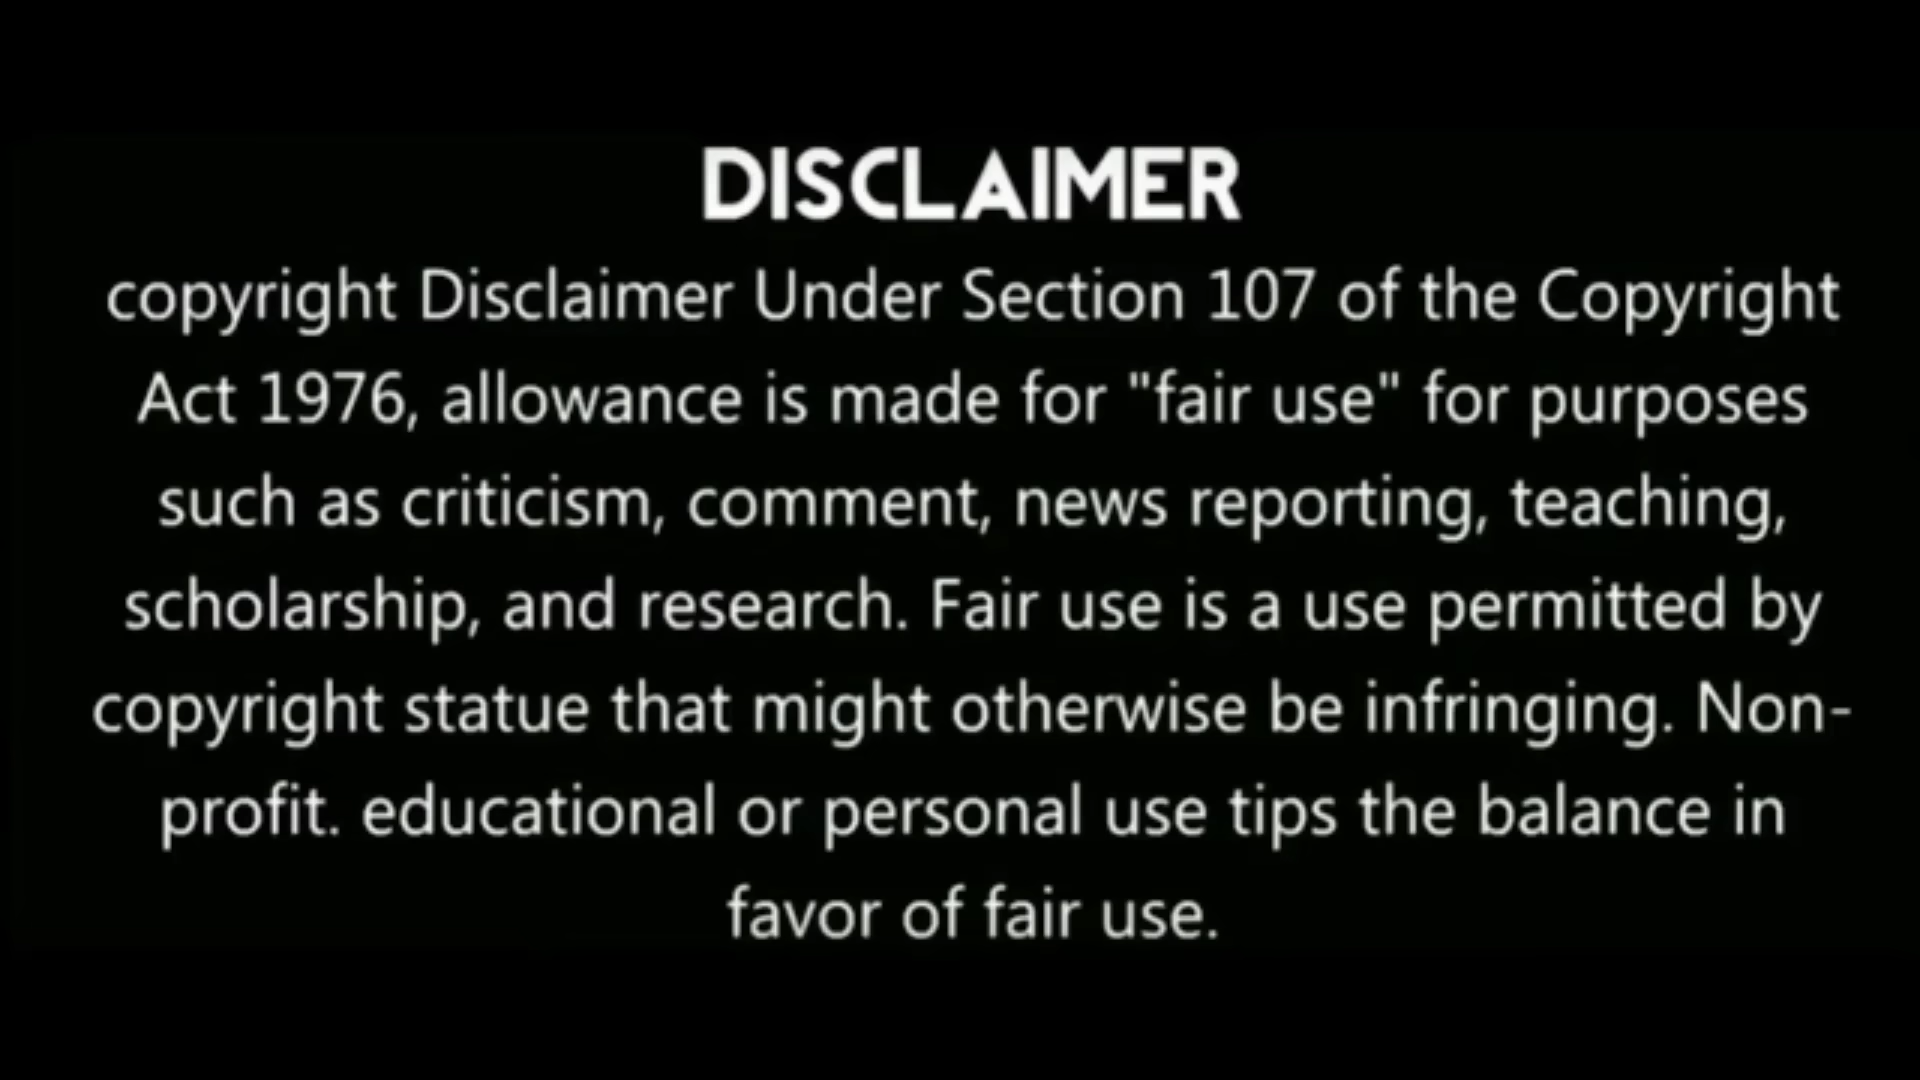 DISCLAIMER
copyright Disclaimer Under Section 107 of the Copyright
Act 1976, allowance is made for "fair use" for purposes
such as criticism, comment, news reporting, teaching,
scholarship, and research. Fair use is a use permitted by
copyright statue that might otherwise be infringing. Non-
profit. educational or personal use tips the balance in
favor of fair use.